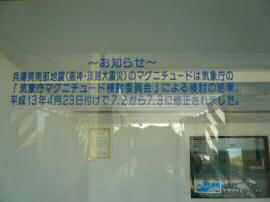 ～お知らせ～
兵庫県南部地震(阪神・淡路大震災)のマグニチュードは気象庁の
「気象庁マグニチュード検討委員会」による検討の結果、
平成13年4月23日付けで7.2から7.3に修正されました。